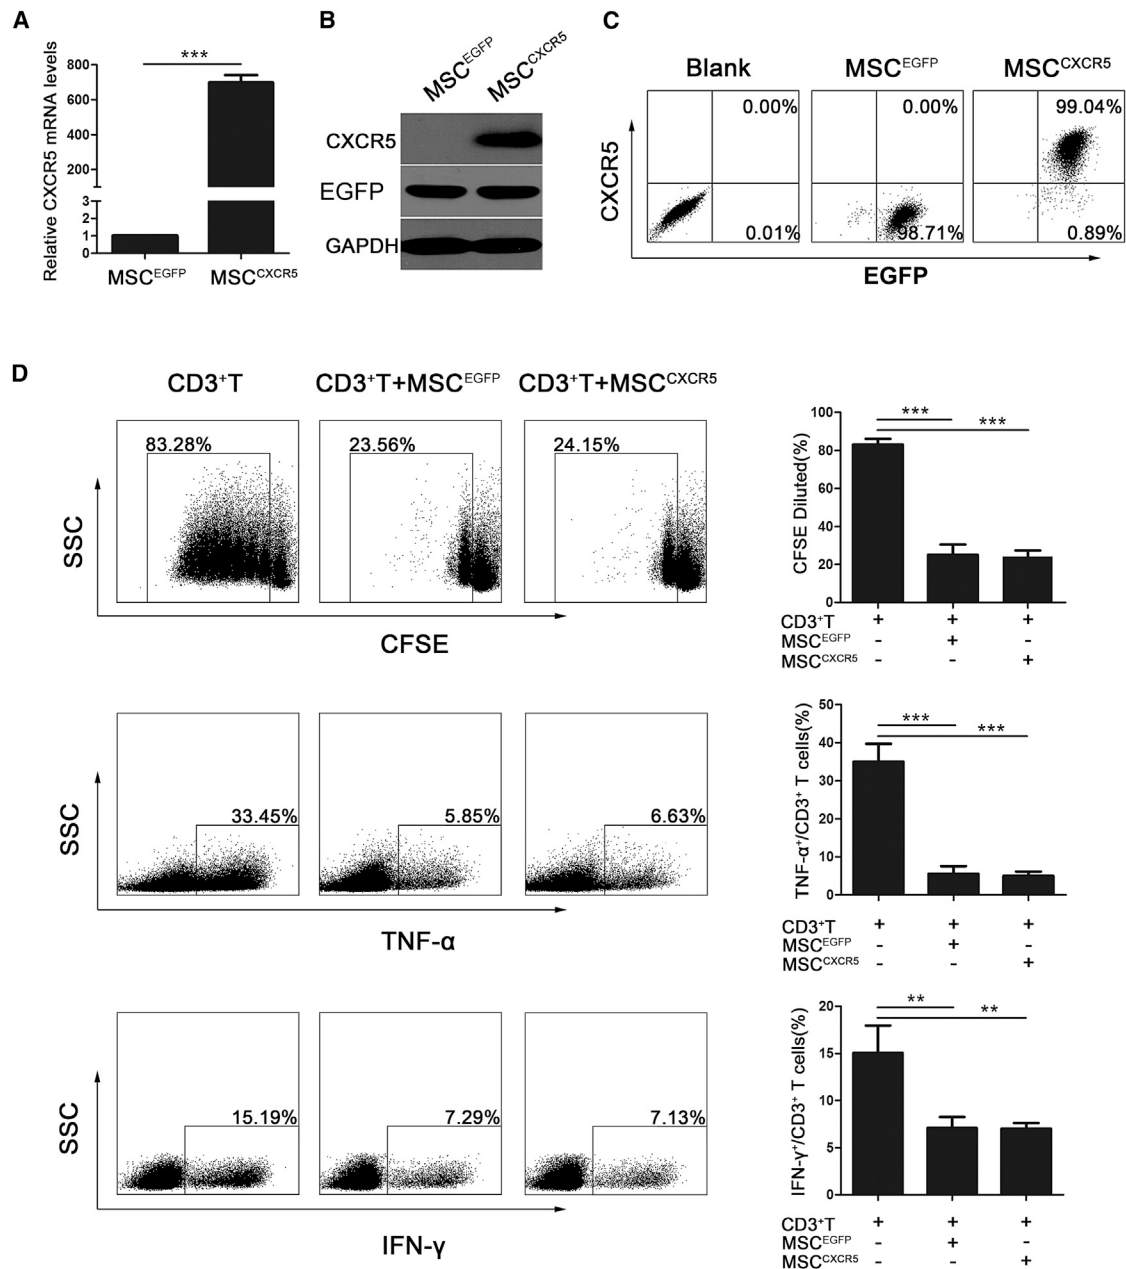 A
Relative CXCR5 mRNA levels
800
600
400
200
3
2
1
0
***
MSC^EGFP
MSC^CXCR5
B
MSC^EGFP
MSC^CXCR5
CXCR5
EGFP
GAPDH
C
Blank
MSC^EGFP
MSC^CXCR5
0.00%
0.00%
99.04%
0.01%
98.71%
0.89%
CXCR5
EGFP
D
CD3⁺T
CD3⁺T+MSC^EGFP
CD3⁺T+MSC^CXCR5
83.28%
23.56%
24.15%
SSC
CFSE
CFSE Diluted(%)
100
80
60
40
20
0
***
***
CD3⁺T + + +
MSC^EGFP - + -
MSC^CXCR5 - - +
33.45%
5.85%
6.63%
SSC
TNF-α
TNF-α⁺/CD3⁺ T cells(%)
50
40
30
20
10
0
***
***
CD3⁺T + + +
MSC^EGFP - + -
MSC^CXCR5 - - +
15.19%
7.29%
7.13%
SSC
IFN-γ
IFN-γ⁺/CD3⁺ T cells(%)
20
15
10
5
0
**
**
CD3⁺T + + +
MSC^EGFP - + -
MSC^CXCR5 - - +